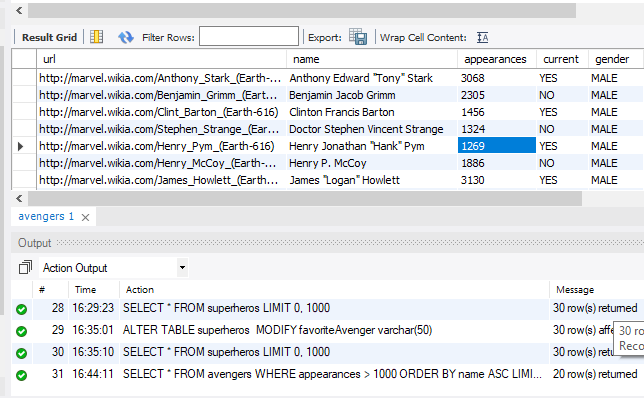 Result Grid Filter Rows: Export: Wrap Cell Content:
url name appearances current gender
http://marvel.wikia.com/Anthony_Stark_(Earth-... Anthony Edward "Tony" Stark 3068 YES MALE
http://marvel.wikia.com/Benjamin_Grimm_(Eart... Benjamin Jacob Grimm 2305 NO MALE
http://marvel.wikia.com/Clint_Barton_(Earth-616) Clinton Francis Barton 1456 YES MALE
http://marvel.wikia.com/Stephen_Strange_(Ear... Doctor Stephen Vincent Strange 1324 NO MALE
http://marvel.wikia.com/Henry_Pym_(Earth-616) Henry Jonathan "Hank" Pym 1269 YES MALE
http://marvel.wikia.com/Henry_McCoy_(Earth-... Henry P. McCoy 1886 NO MALE
http://marvel.wikia.com/James_Howlett_(Eart... James "Logan" Howlett 3130 YES MALE
avengers 1
Output
Action Output
# Time Action Message
28 16:29:23 SELECT * FROM superheros LIMIT 0, 1000 30 row(s) returned
29 16:35:01 ALTER TABLE superheros MODIFY favoriteAvenger varchar(50) 30 row(s) affe
30 ro
30 16:35:10 SELECT * FROM superheros LIMIT 0, 1000 30 row(s) returned
Reco
31 16:44:11 SELECT * FROM avengers WHERE appearances > 1000 ORDER BY name ASC LIMI... 20 row(s) returned